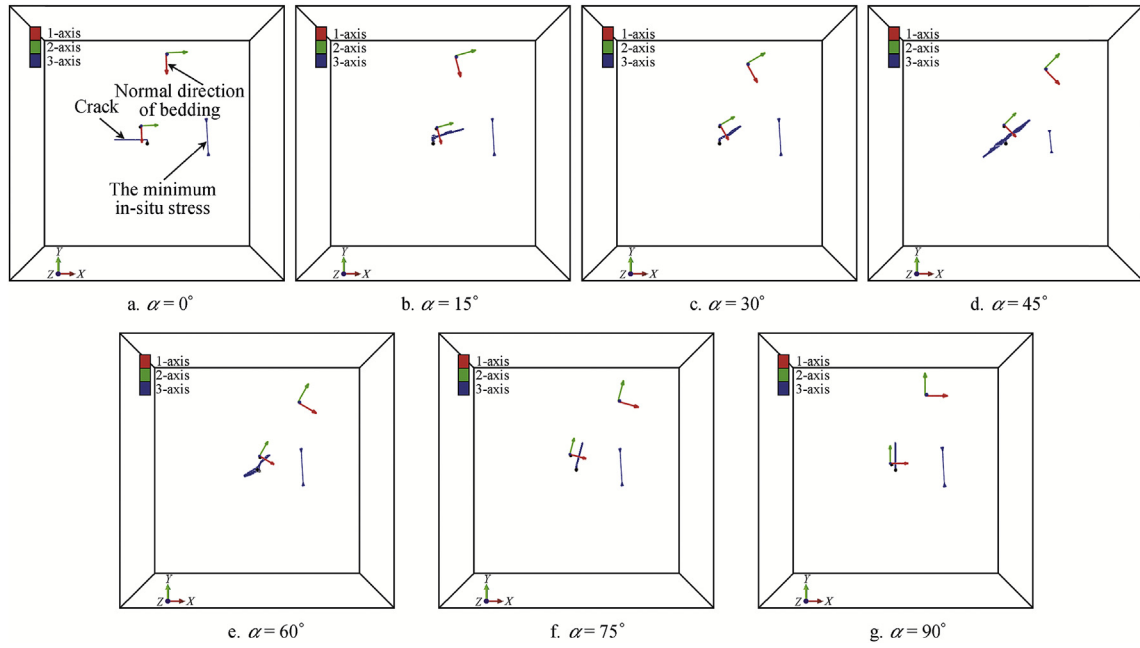 1-axis
2-axis
3-axis
Normal direction
of bedding
Crack
The minimum
in-situ stress
Y
Z X
a. α = 0°
1-axis
2-axis
3-axis
Y
Z X
b. α = 15°
1-axis
2-axis
3-axis
Y
Z X
c. α = 30°
1-axis
2-axis
3-axis
Y
Z X
d. α = 45°
1-axis
2-axis
3-axis
Y
Z X
e. α = 60°
1-axis
2-axis
3-axis
Y
Z X
f. α = 75°
1-axis
2-axis
3-axis
Y
Z X
g. α = 90°